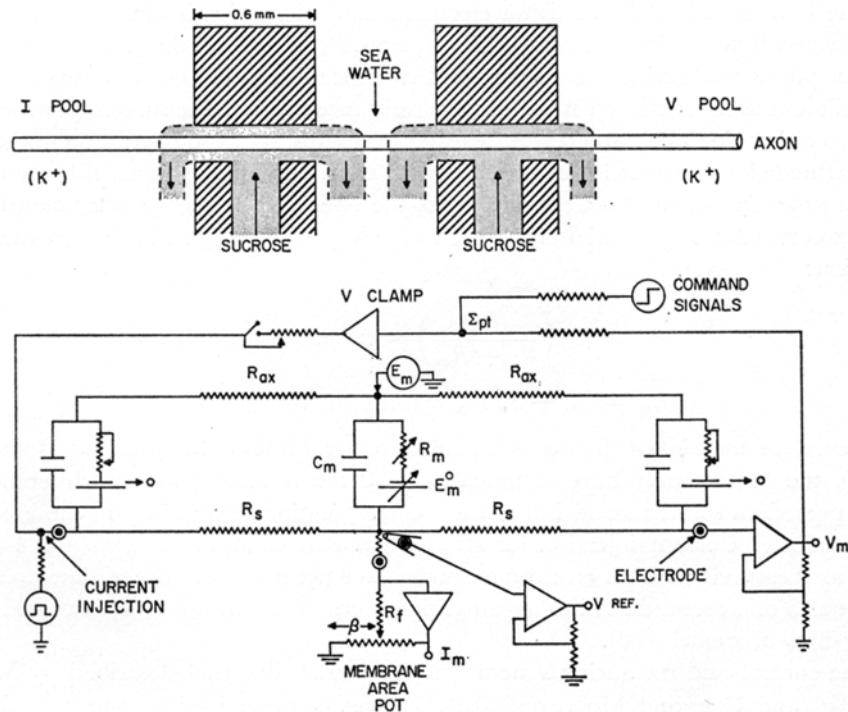 0.6 mm
SEA
WATER
I POOL
V POOL
AXON
(K⁺)
(K⁺)
SUCROSE
SUCROSE
COMMAND
SIGNALS
V CLAMP
Σpt
Rax
Em
Rax
Cm
Rm
Em°
o
o
Rs
Rs
Vm
CURRENT
INJECTION
ELECTRODE
β
Rf
V REF.
Im
MEMBRANE
AREA
POT